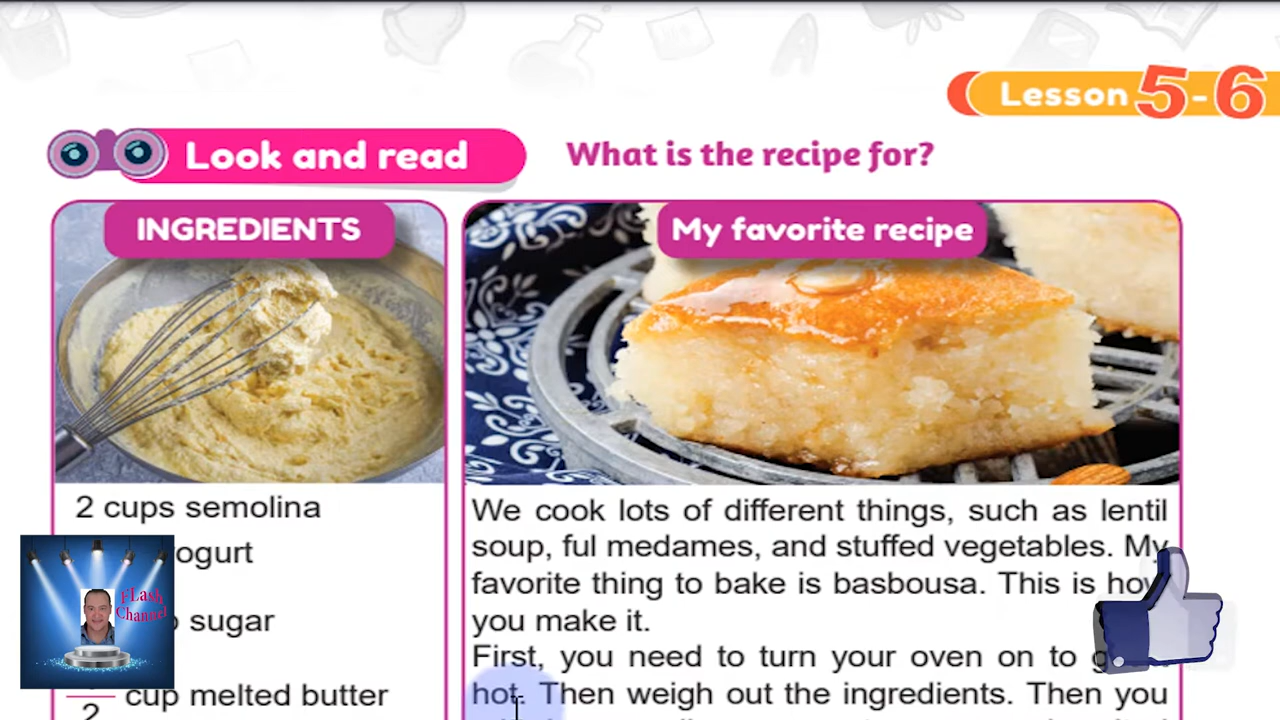 Lesson 5-6
Look and read
What is the recipe for?
INGREDIENTS
2 cups semolina
sugar
cup melted butter
2
FLash
Channel
My favorite recipe
We cook lots of different things, such as lentil
soup, ful medames, and stuffed vegetables. My
favorite thing to bake is basbousa. This is how
you make it.
First, you need to turn your oven on to
hot. Then weigh out the ingredients. Then you